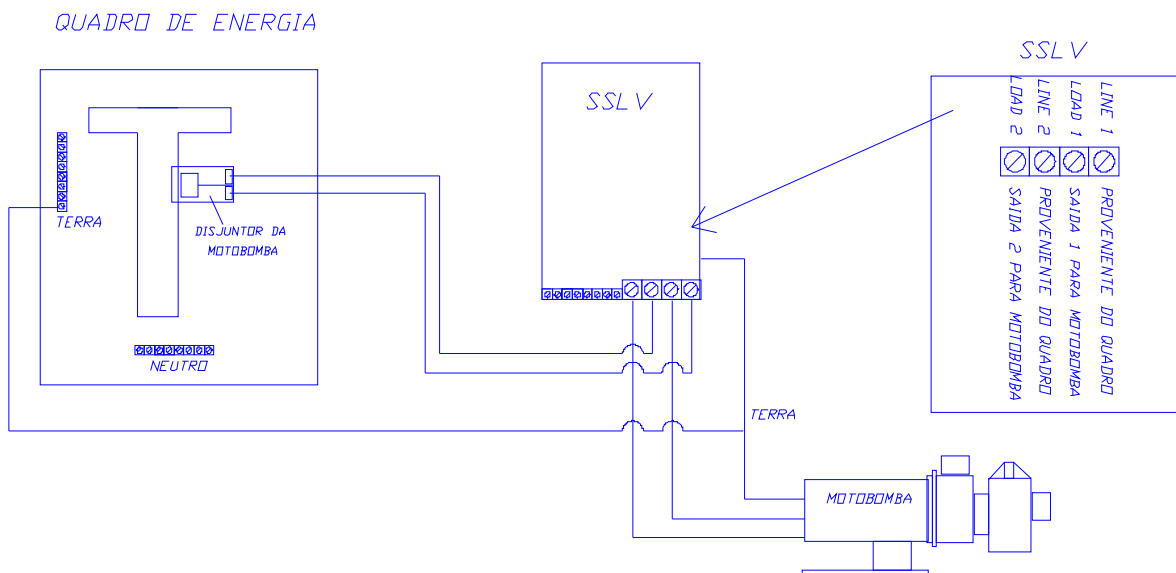 QUADRO DE ENERGIA
TERRA
DISJUNTOR DA
MOTOBOMBA
NEUTRO
SSLV
TERRA
MOTOBOMBA
SSLV
LOAD 2
LINE 2
LOAD 1
LINE 1
SAIDA 2 PARA MOTOBOMBA
PROVENIENTE DO QUADRO
SAIDA 1 PARA MOTOBOMBA
PROVENIENTE DO QUADRO